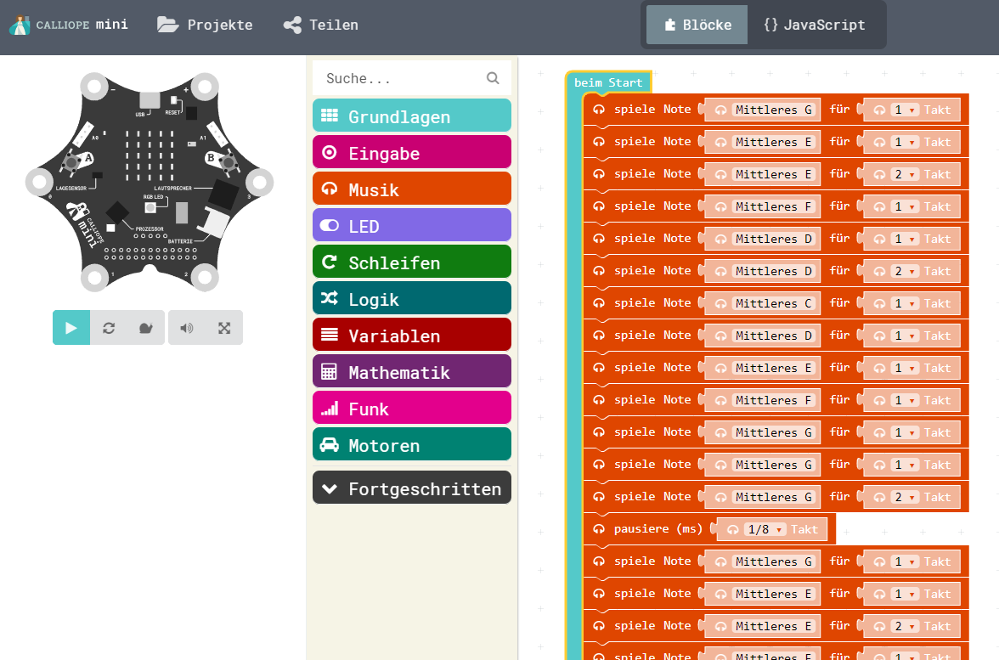 CALLIOPE mini
Projekte
Teilen
Blöcke
{} JavaScript
USB
RESET
A0
A1
A
B
LAGESENSOR
LAUTSPRECHER
RGB LED
0
3
CALLIOPE
mini
PROZESSOR
BATTERIE
1
2
Suche...
Grundlagen
Eingabe
Musik
LED
Schleifen
Logik
Variablen
Mathematik
Funk
Motoren
Fortgeschritten
beim Start
spiele Note Mittleres G für 1 Takt
spiele Note Mittleres E für 1 Takt
spiele Note Mittleres E für 2 Takt
spiele Note Mittleres F für 1 Takt
spiele Note Mittleres D für 1 Takt
spiele Note Mittleres D für 2 Takt
spiele Note Mittleres C für 1 Takt
spiele Note Mittleres D für 1 Takt
spiele Note Mittleres E für 1 Takt
spiele Note Mittleres F für 1 Takt
spiele Note Mittleres G für 1 Takt
spiele Note Mittleres G für 1 Takt
spiele Note Mittleres G für 2 Takt
pausiere (ms) 1/8 Takt
spiele Note Mittleres G für 1 Takt
spiele Note Mittleres E für 1 Takt
spiele Note Mittleres E für 2 Takt
spiele Note Mittleres F für 1 Takt